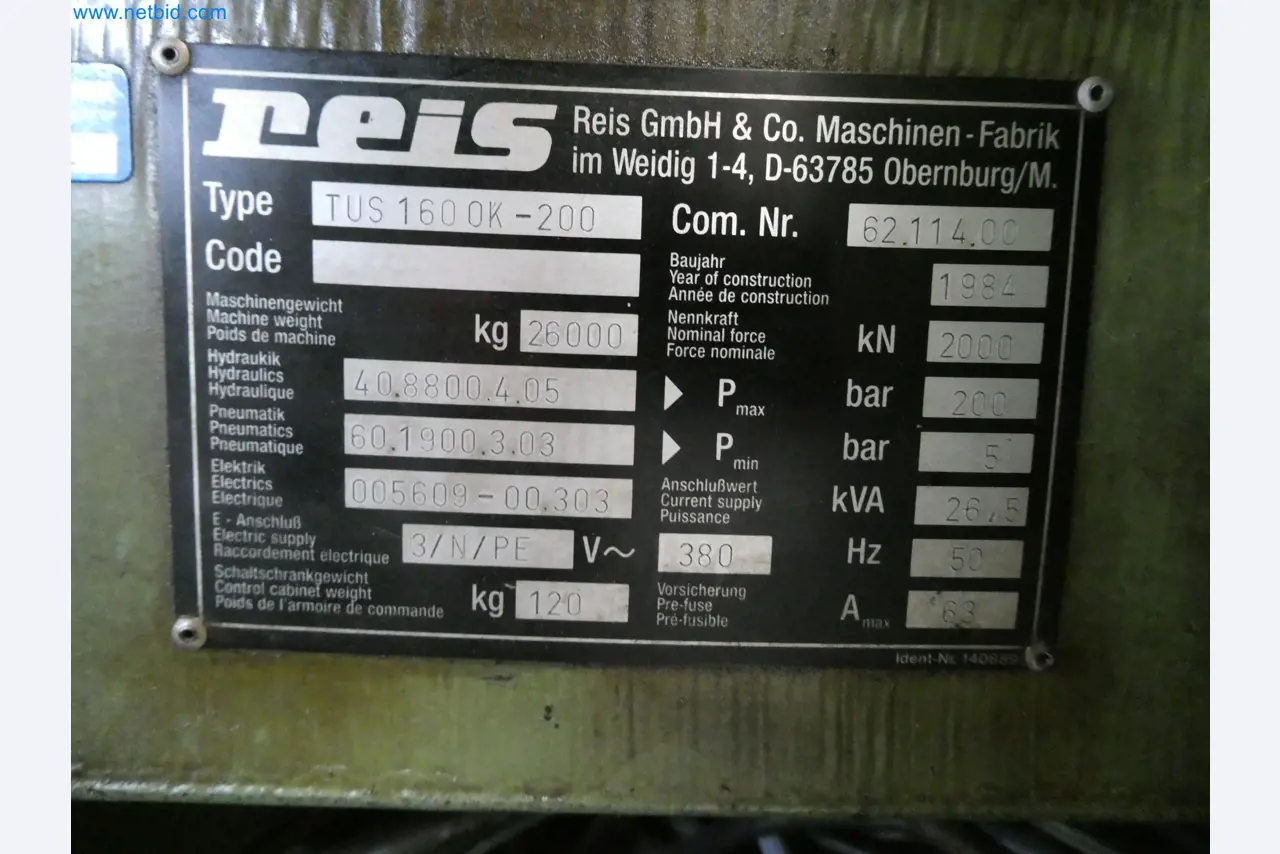 www.netbid.com
reis
Reis GmbH & Co. Maschinen-Fabrik
im Weidig 1-4, D-63785 Obernburg/M.
Type TUS 1600K-200
Com. Nr. 62.114.00
Code
Baujahr
Year of construction
Année de construction
1984
Maschinengewicht
Machine weight
Poids de machine
kg 26000
Nennkraft
Nominal force
Force nominale
kN 2000
Hydraukik
Hydraulics
Hydraulique
40.8800.4.05
P max bar 200
Pneumatik
Pneumatics
Pneumatique
60.1900.3.03
P min bar 5
Elektrik
Electrics
Electrique
005609-00.303
Anschlußwert
Current supply
Puissance
kVA 26,5
E - Anschluß
Electric supply
Raccordement electrique
3/N/PE V~ 380 Hz 50
Schaltschrankgewicht
Control cabinet weight
Poids de l'armoire de commande
kg 120
Vorsicherung
Pre-fuse
Pré-fusible
A max 63
Ident-Nr.